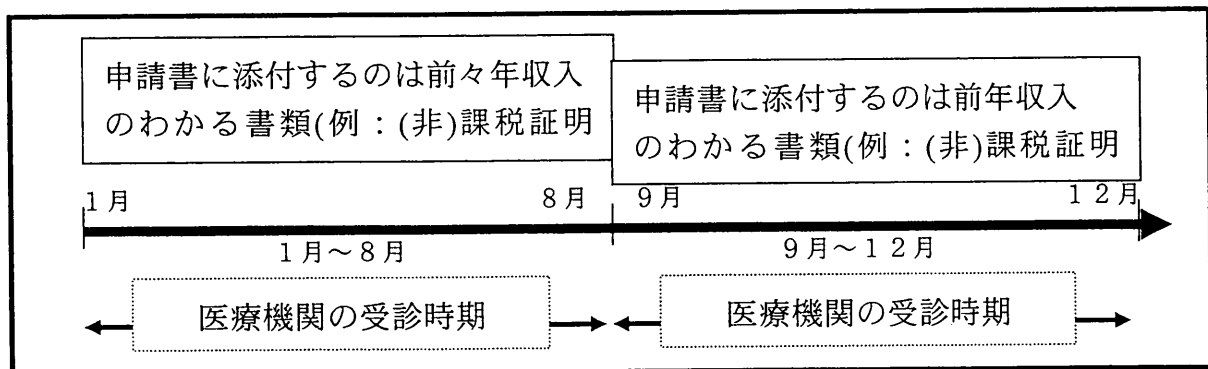 申請書に添付するのは前々年収入
のわかる書類(例：(非)課税証明
申請書に添付するのは前年収入
のわかる書類(例：(非)課税証明
1月
8月
9月
12月
1月～8月
9月～12月
医療機関の受診時期
医療機関の受診時期